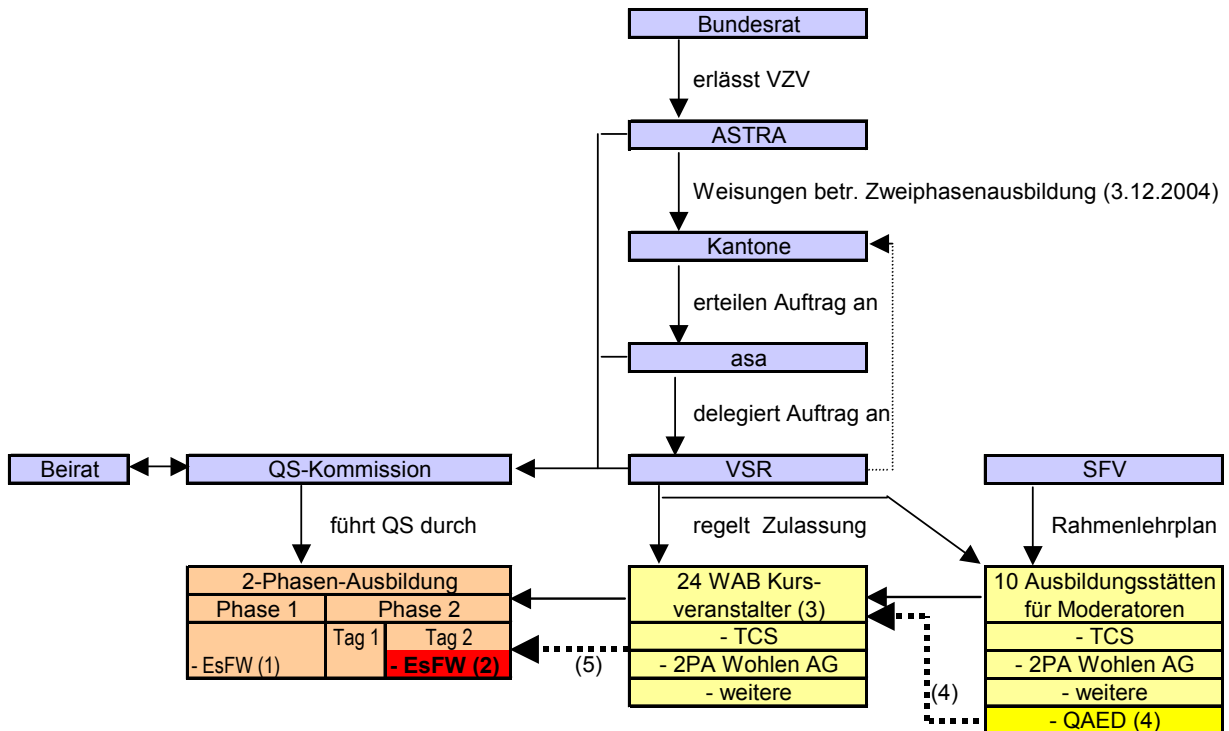 Bundesrat
erlässt VZV
ASTRA
Weisungen betr. Zweiphasenausbildung (3.12.2004)
Kantone
erteilen Auftrag an
asa
delegiert Auftrag an
Beirat
QS-Kommission
VSR
SFV
führt QS durch
regelt Zulassung
Rahmenlehrplan
2-Phasen-Ausbildung
Phase 1
Phase 2
Tag 1
Tag 2
- EsFW (1)
- EsFW (2)
(5)
24 WAB Kurs-
veranstalter (3)
- TCS
- 2PA Wohlen AG
- weitere
(4)
10 Ausbildungsstätten
für Moderatoren
- TCS
- 2PA Wohlen AG
- weitere
- QAED (4)